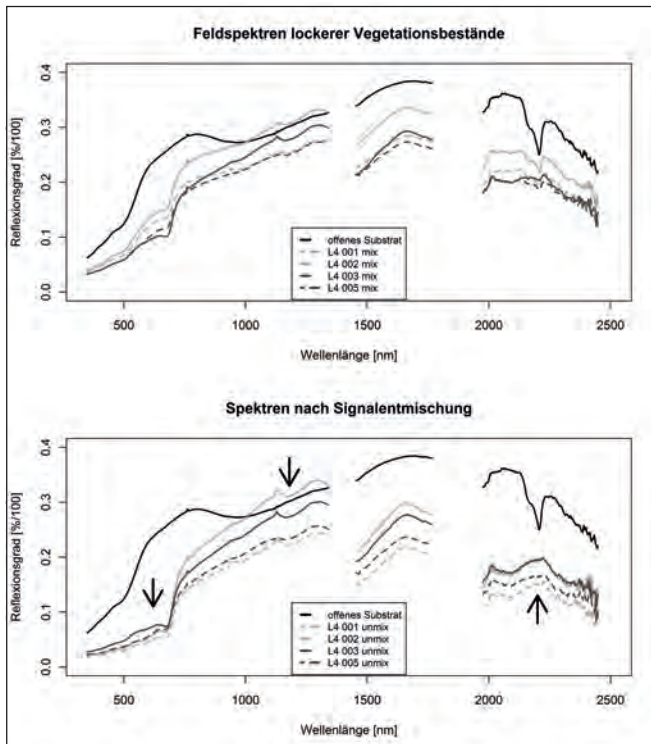 Feldspektren lockerer Vegetationsbestände
Reflexionsgrad [%/100]
0.4
0.3
0.2
0.1
0.0
offenes Substrat
L4 001 mix
L4 002 mix
L4 003 mix
L4 005 mix
500 1000 1500 2000 2500
Wellenlänge [nm]
Spektren nach Signalentmischung
Reflexionsgrad [%/100]
0.4
0.3
0.2
0.1
0.0
offenes Substrat
L4 001 unmix
L4 002 unmix
L4 003 unmix
L4 005 unmix
500 1000 1500 2000 2500
Wellenlänge [nm]